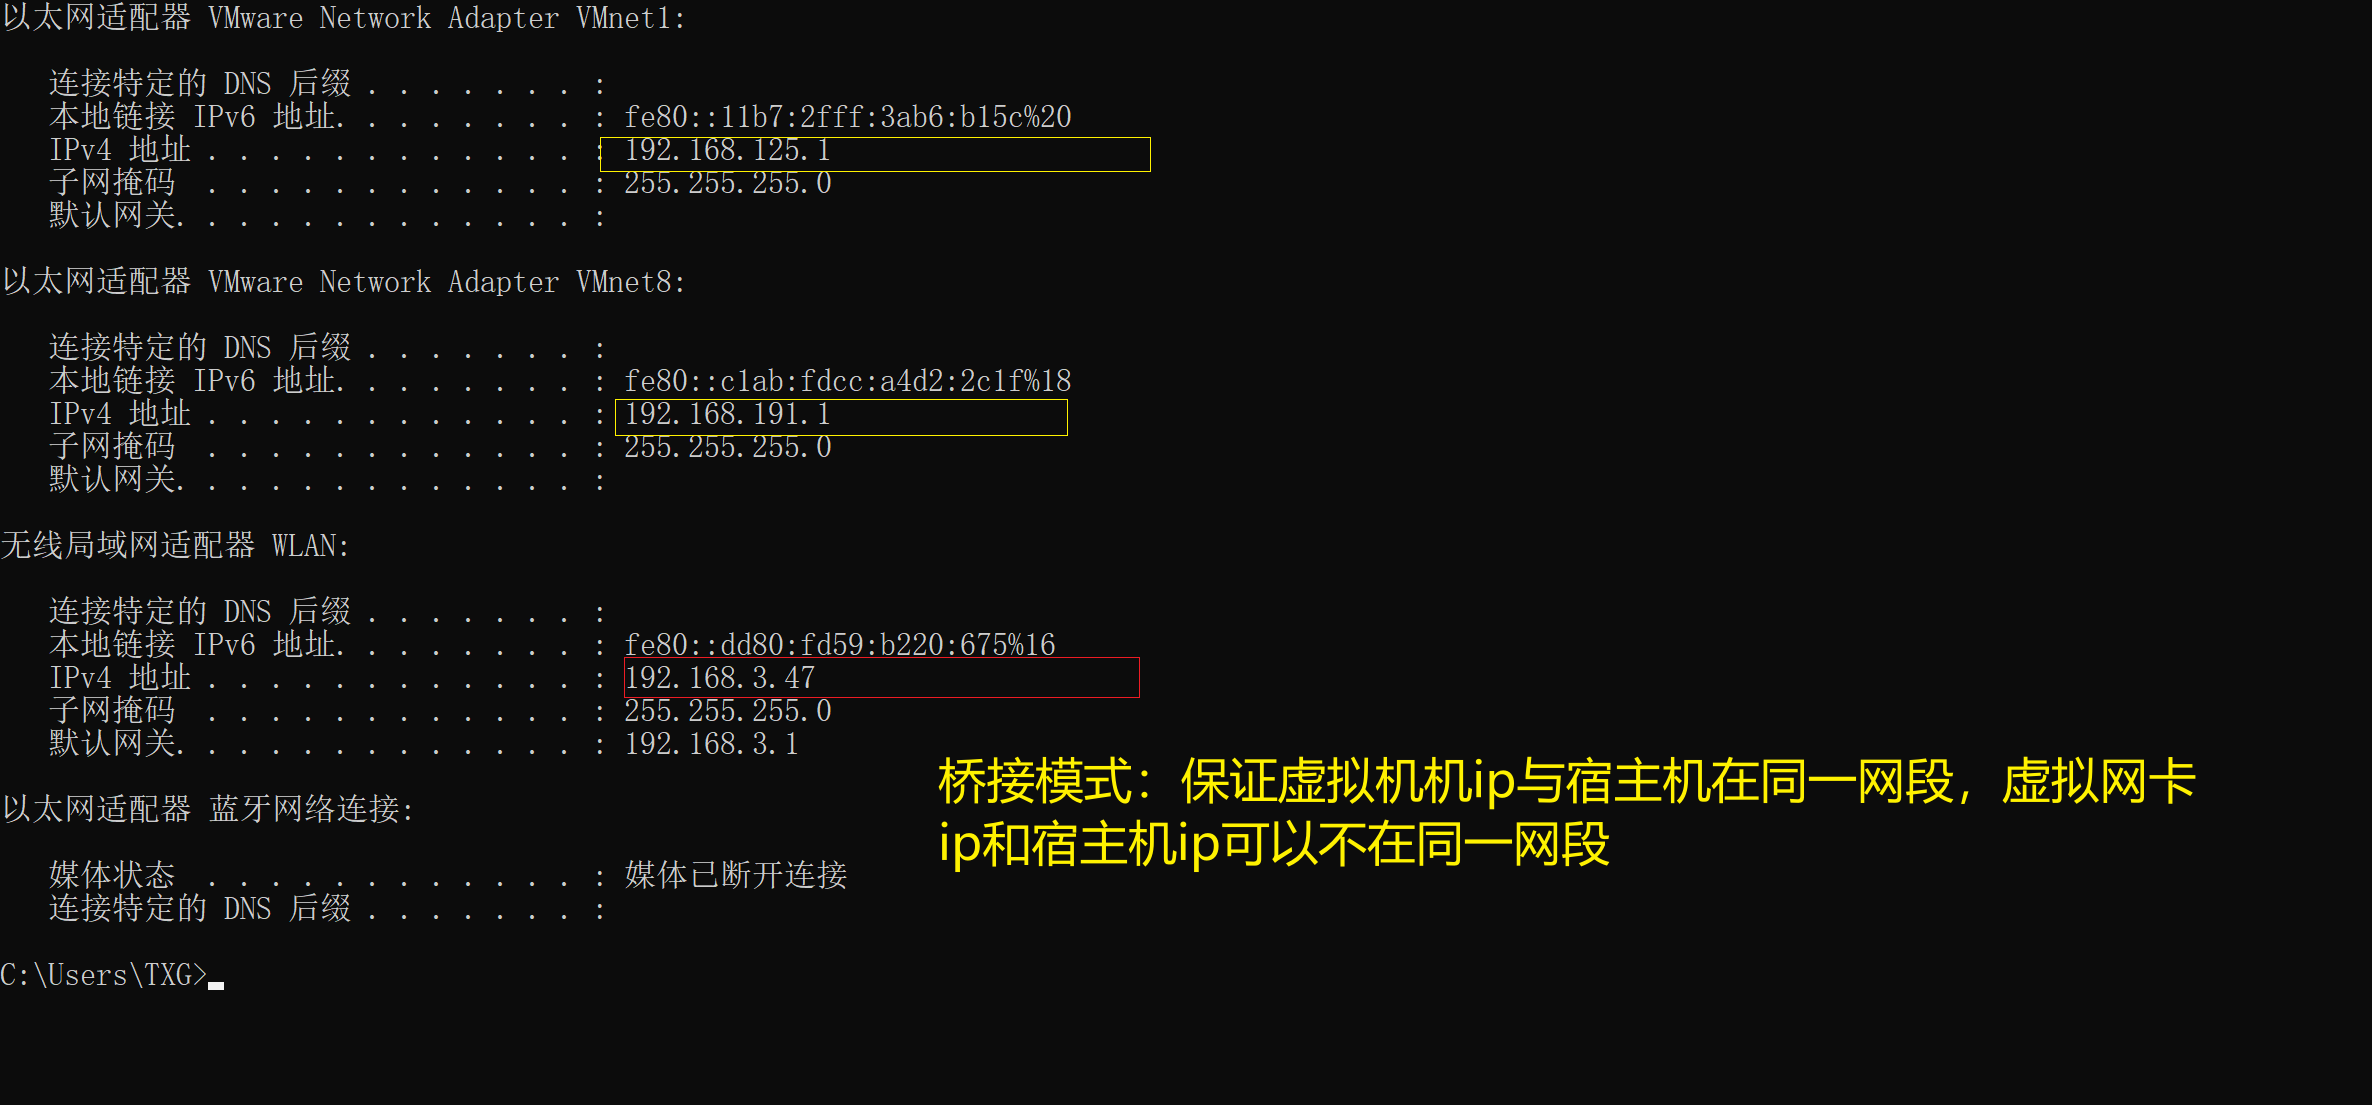 以太网适配器 VMware Network Adapter VMnet1:
连接特定的 DNS 后缀 . . . . . . . :
本地链接 IPv6 地址. . . . . . . . : fe80::11b7:2fff:3ab6:b15c%20
IPv4 地址 . . . . . . . . . . . . : 192.168.125.1
子网掩码  . . . . . . . . . . . . : 255.255.255.0
默认网关. . . . . . . . . . . . . :
以太网适配器 VMware Network Adapter VMnet8:
连接特定的 DNS 后缀 . . . . . . . :
本地链接 IPv6 地址. . . . . . . . : fe80::c1ab:fdcc:a4d2:2c1f%18
IPv4 地址 . . . . . . . . . . . . : 192.168.191.1
子网掩码  . . . . . . . . . . . . : 255.255.255.0
默认网关. . . . . . . . . . . . . :
无线局域网适配器 WLAN:
连接特定的 DNS 后缀 . . . . . . . :
本地链接 IPv6 地址. . . . . . . . : fe80::dd80:fd59:b220:675%16
IPv4 地址 . . . . . . . . . . . . : 192.168.3.47
子网掩码  . . . . . . . . . . . . : 255.255.255.0
默认网关. . . . . . . . . . . . . : 192.168.3.1
桥接模式：保证虚拟机机ip与宿主机在同一网段，虚拟网卡
ip和宿主机ip可以不在同一网段
以太网适配器 蓝牙网络连接:
媒体状态  . . . . . . . . . . . . : 媒体已断开连接
连接特定的 DNS 后缀 . . . . . . . :
C:\Users\TXG>